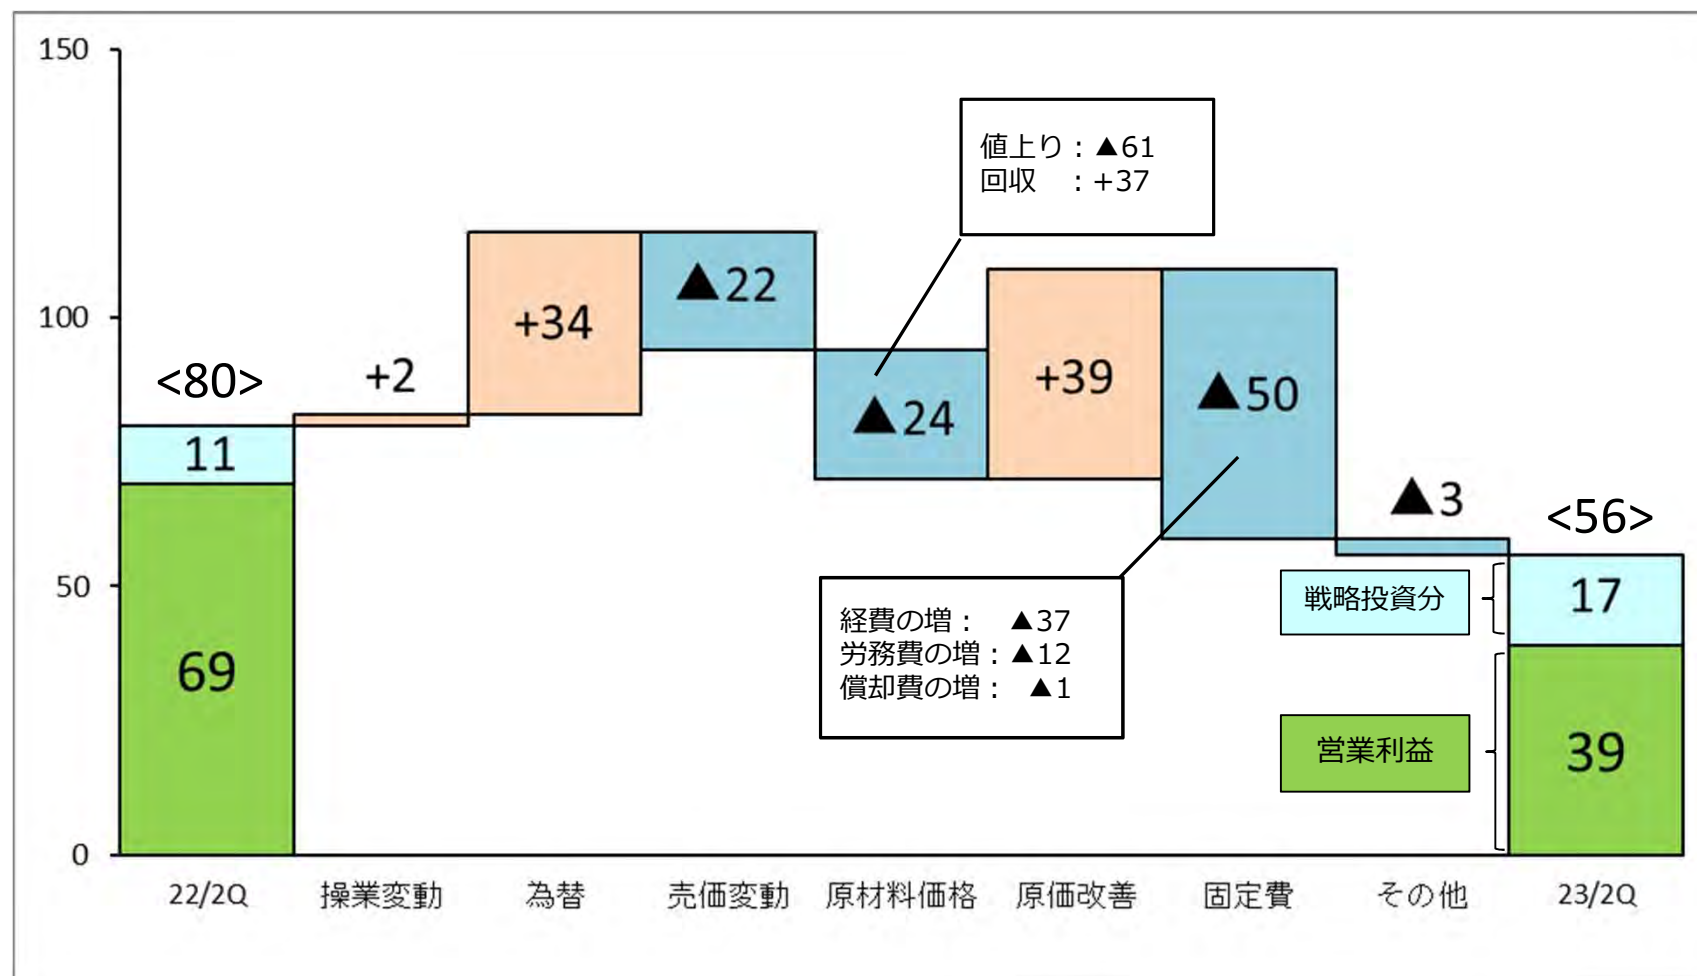 150
100
50
0
<80>
11
69
+2
+34
▲22
▲24
値上り：▲61
回収　：+37
+39
▲50
経費の増：　▲37
労務費の増：▲12
償却費の増：　▲1
▲3
<56>
17
39
戦略投資分
営業利益
22/2Q
操業変動
為替
売価変動
原材料価格
原価改善
固定費
その他
23/2Q